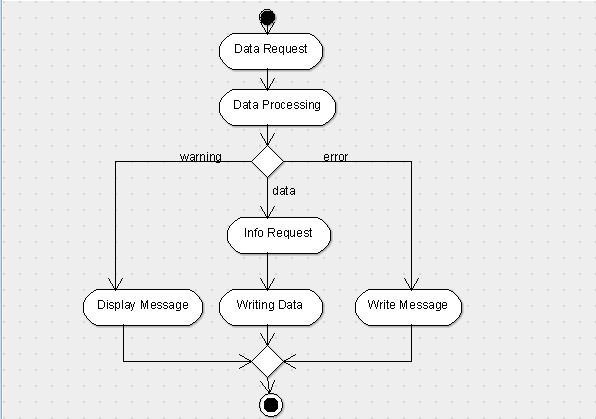 Data Request
Data Processing
warning
error
data
Info Request
Display Message
Writing Data
Write Message